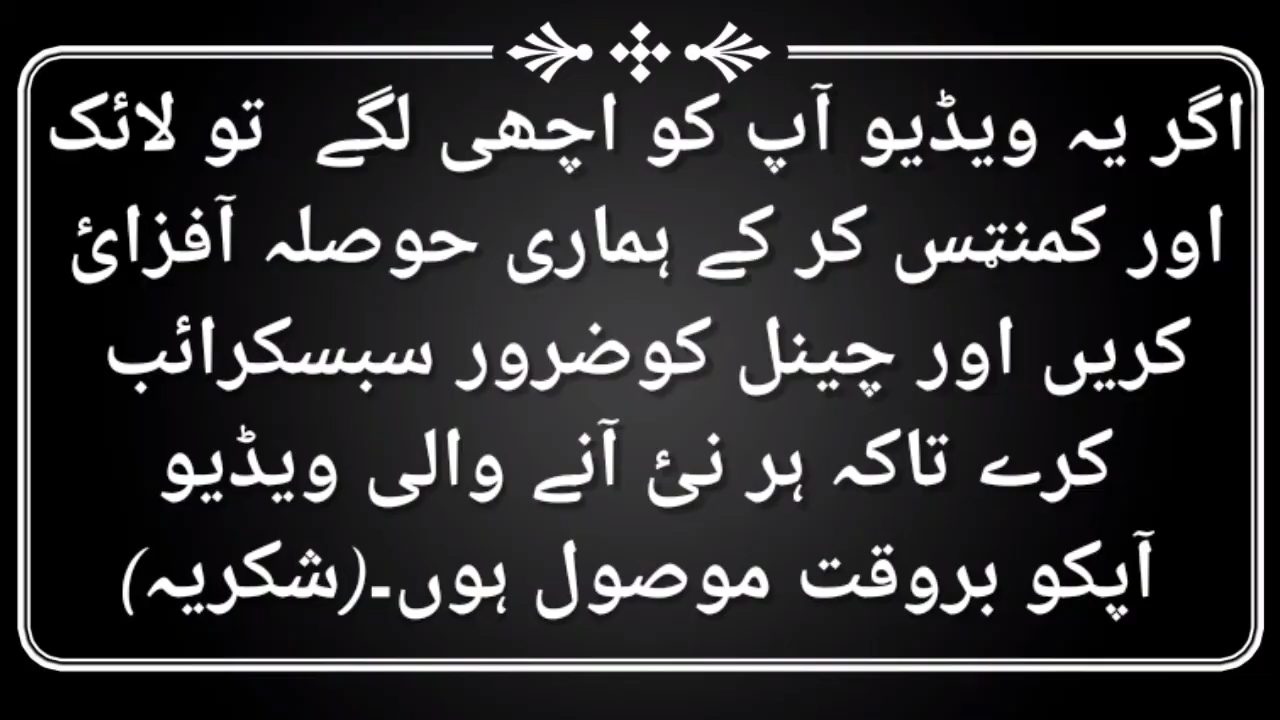 اگر یہ ویڈیو آپ کو اچھی لگے تو لائک
اور کمنٹس کر کے ہماری حوصلہ آفزائ
کریں اور چینل کوضرور سبسکرائب
کرے تاکہ ہر نئ آنے والی ویڈیو
آپکو بروقت موصول ہوں۔(شکریہ)